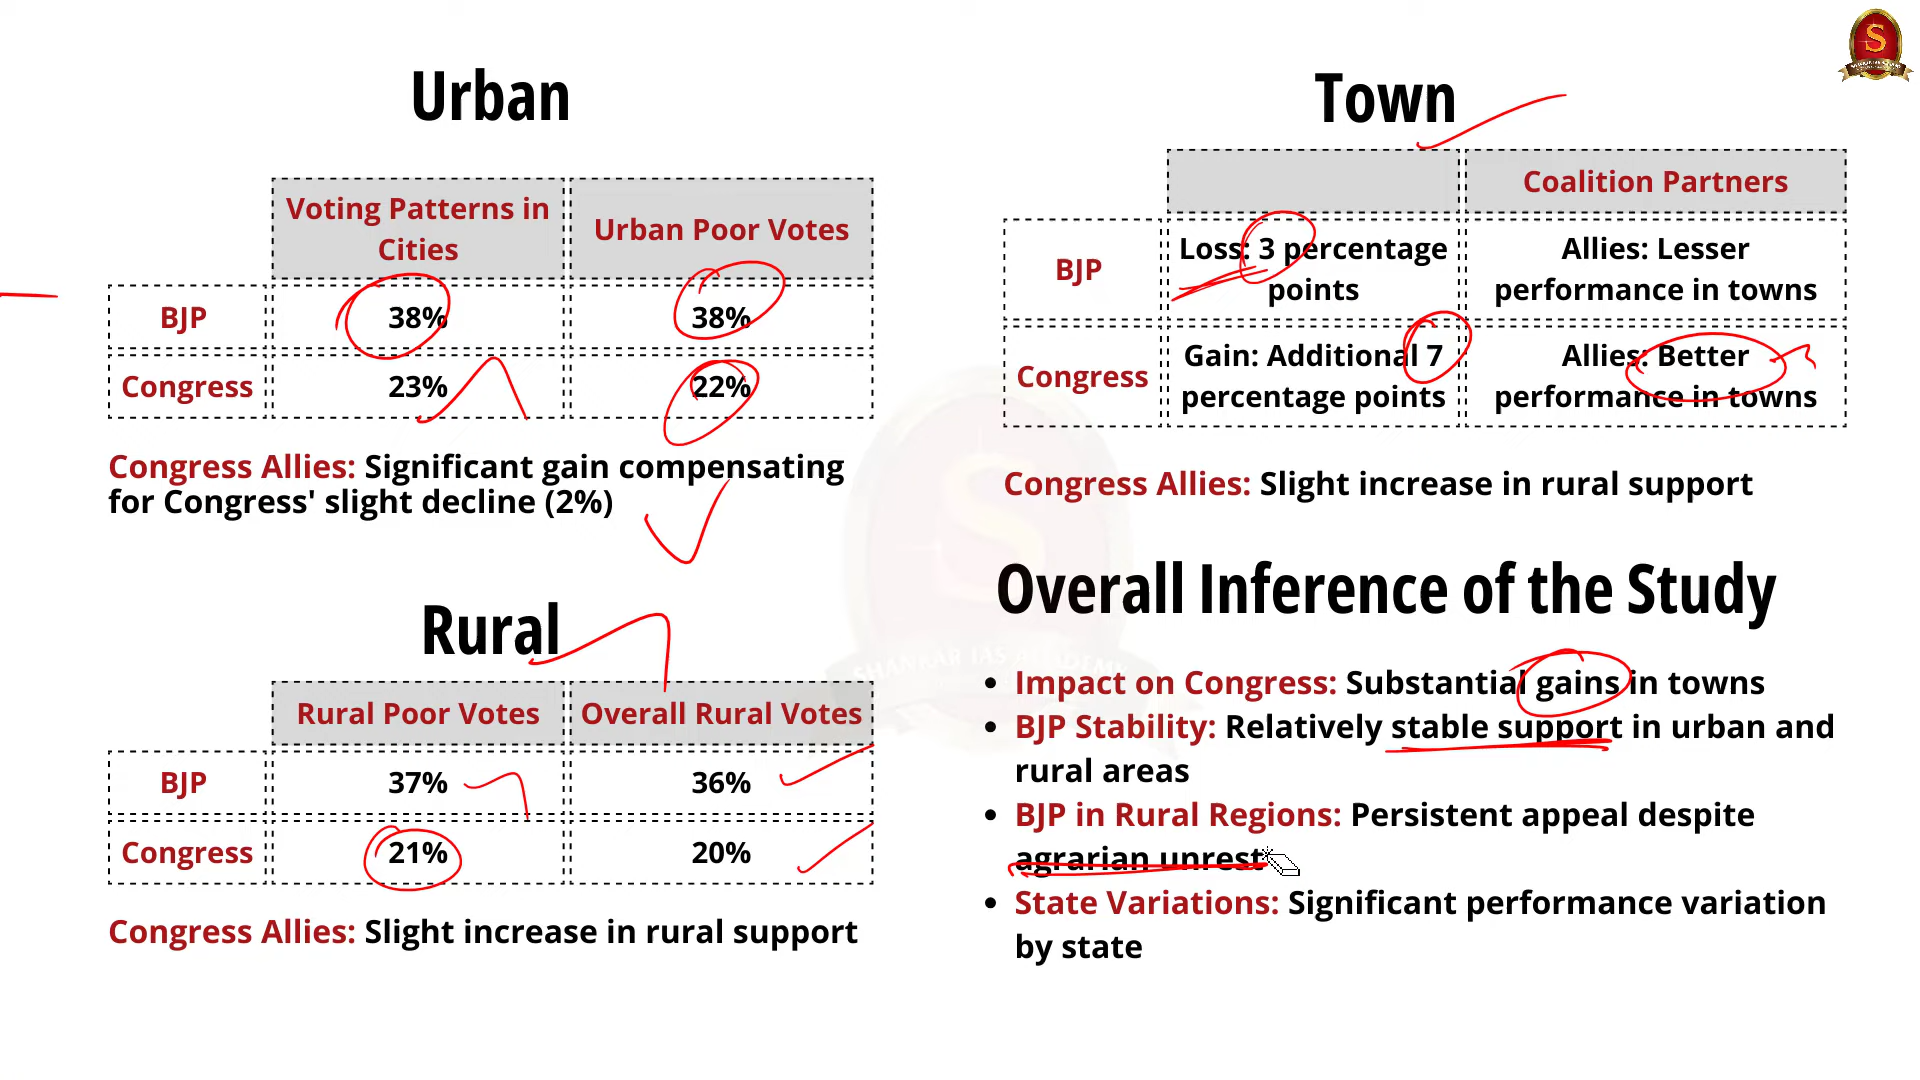 Urban
Voting Patterns in
Cities
Urban Poor Votes
BJP
38%
38%
Congress
23%
22%
Congress Allies: Significant gain compensating
for Congress' slight decline (2%)
Rural
Rural Poor Votes
Overall Rural Votes
BJP
37%
36%
Congress
21%
20%
Congress Allies: Slight increase in rural support
Town
Coalition Partners
BJP
Loss: 3 percentage
points
Allies: Lesser
performance in towns
Congress
Gain: Additional 7
percentage points
Allies: Better
performance in towns
Congress Allies: Slight increase in rural support
Overall Inference of the Study
• Impact on Congress: Substantial gains in towns
• BJP Stability: Relatively stable support in urban and
rural areas
• BJP in Rural Regions: Persistent appeal despite
agrarian unrest
• State Variations: Significant performance variation
by state
S
SHANKAR IAS ACADEMY